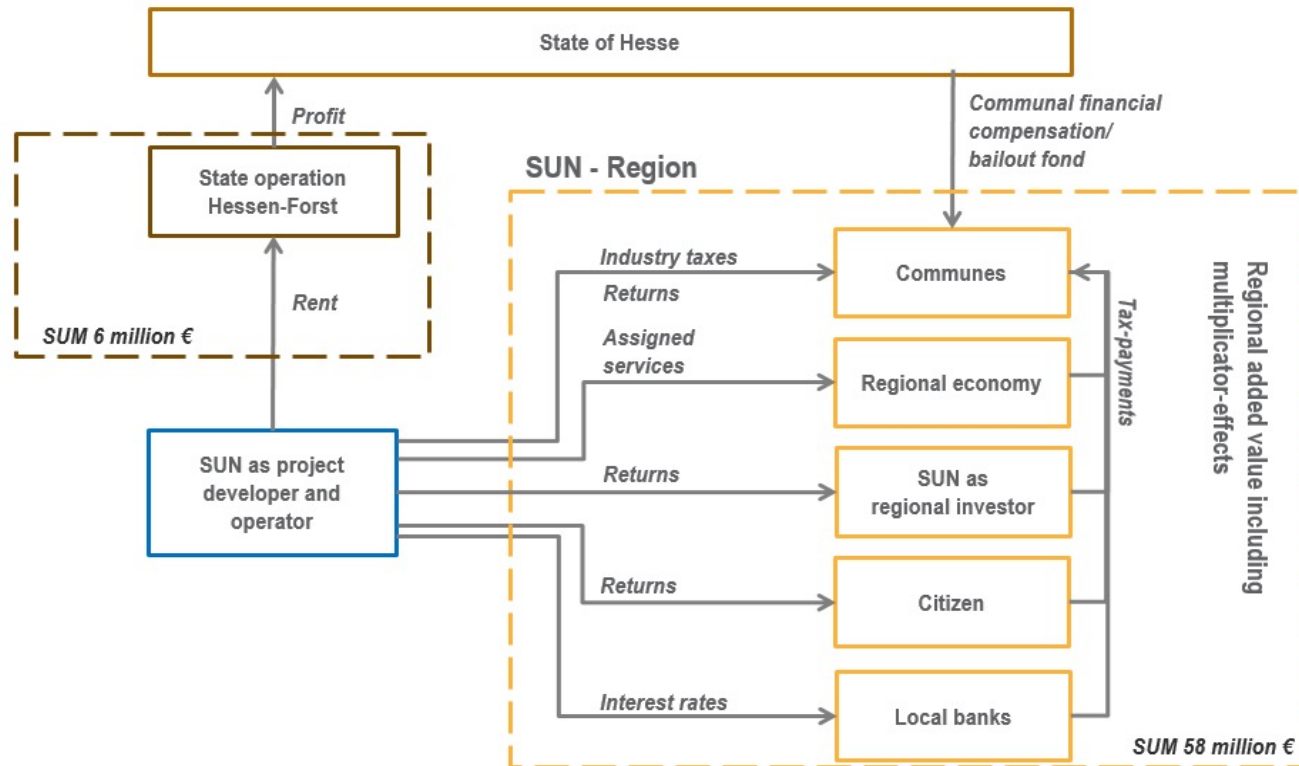 State of Hesse
Profit
Communal financial
compensation/
bailout fond
State operation
Hessen-Forst
SUN - Region
Rent
SUM 6 million €
Industry taxes
Returns
Communes
Assigned
services
Regional economy
SUN as project
developer and
operator
Returns
SUN as
regional investor
Returns
Citizen
Interest rates
Local banks
Tax-payments
Regional added value including
multiplicator-effects
SUM 58 million €